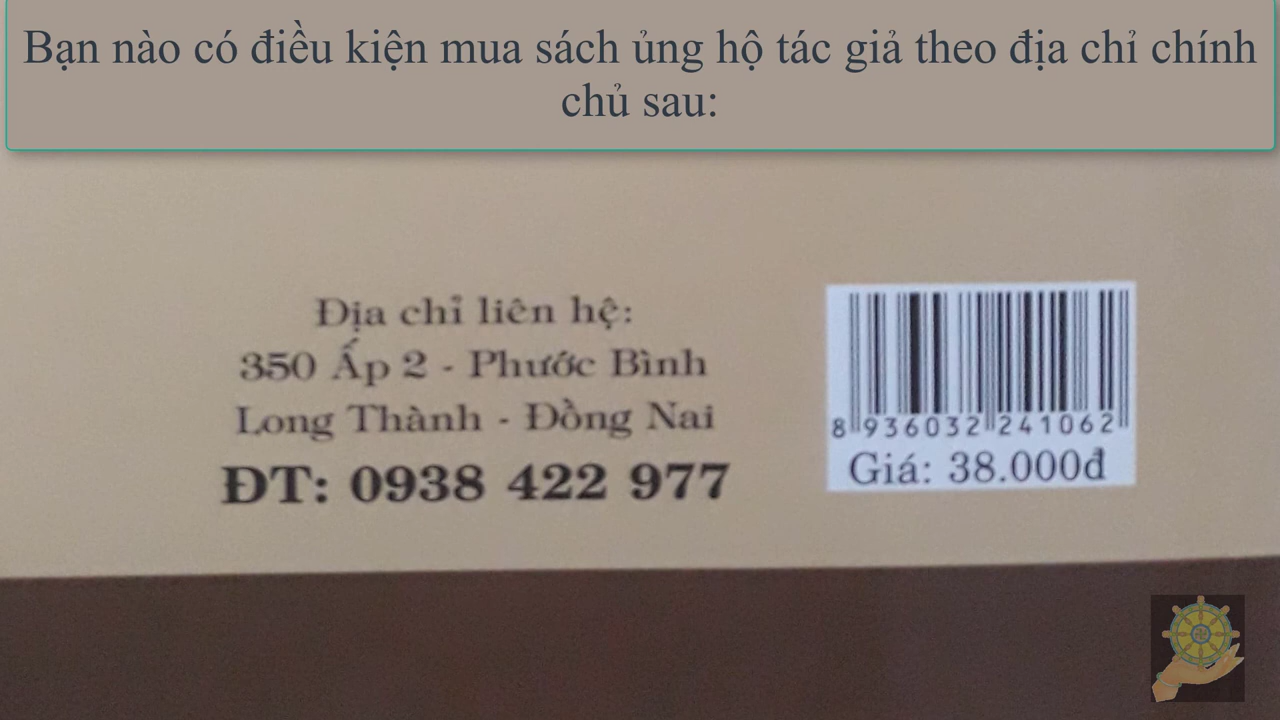 Bạn nào có điều kiện mua sách ủng hộ tác giả theo địa chỉ chính
chủ sau:
Địa chỉ liên hệ:
350 Ấp 2 - Phước Bình
Long Thành - Đồng Nai
ĐT: 0938 422 977
8 936032 241062
Giá: 38.000đ